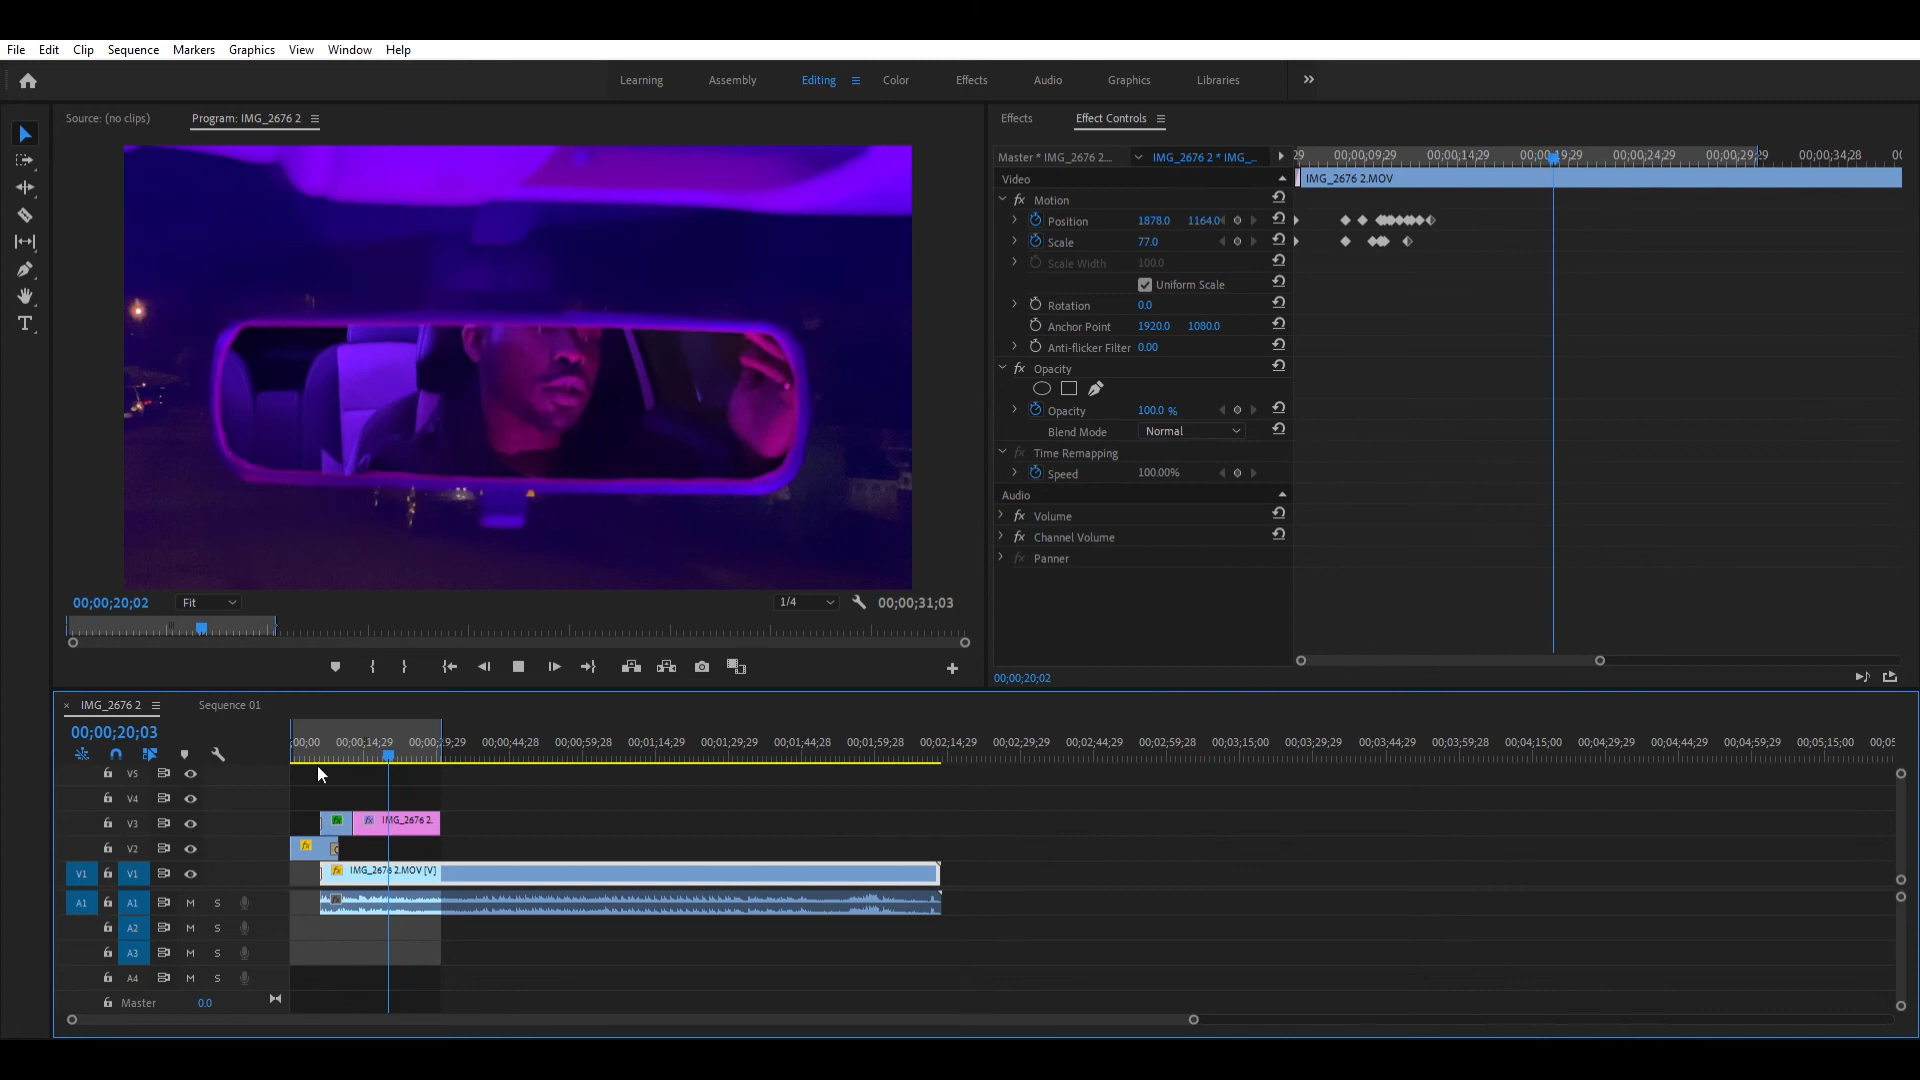 File Edit Clip Sequence Markers Graphics View Window Help
Learning Assembly Editing Color Effects Audio Graphics Libraries
Source: (no clips) Program: IMG_2676 2
Effects Effect Controls
Master * IMG_2676 2... IMG_2676 2 * IMG_...
00;00;09;29 00;00;14;29 00;00;19;29 00;00;24;29 00;00;29;29 00;00;34;28
Video
IMG_2676 2.MOV
fx Motion
Position 1878.0 1164.0
Scale 77.0
Scale Width 100.0
Uniform Scale
Rotation 0.0
Anchor Point 1920.0 1080.0
Anti-flicker Filter 0.00
fx Opacity
Opacity 100.0 %
Blend Mode Normal
fx Time Remapping
Speed 100.00%
Audio
fx Volume
fx Channel Volume
fx Panner
00;00;20;02 Fit 1/4 00;00;31;03
00;00;20;02
IMG_2676 2 Sequence 01
00;00;20;03
;00;00 00;00;14;29 00;00;29;29 00;00;44;28 00;00;59;28 00;01;14;29 00;01;29;29 00;01;44;28 00;01;59;28 00;02;14;29 00;02;29;29 00;02;44;29 00;02;59;28 00;03;15;00 00;03;29;29 00;03;44;29 00;03;59;28 00;04;15;00 00;04;29;29 00;04;44;29 00;04;59;29 00;05;15;00 00;05
V5
V4
V3 fx fx IMG_2676 2.
V2 fx
V1 V1 fx IMG_2676 2.MOV [V]
A1 A1 M S fx
A2 M S
A3 M S
A4 M S
Master 0.0